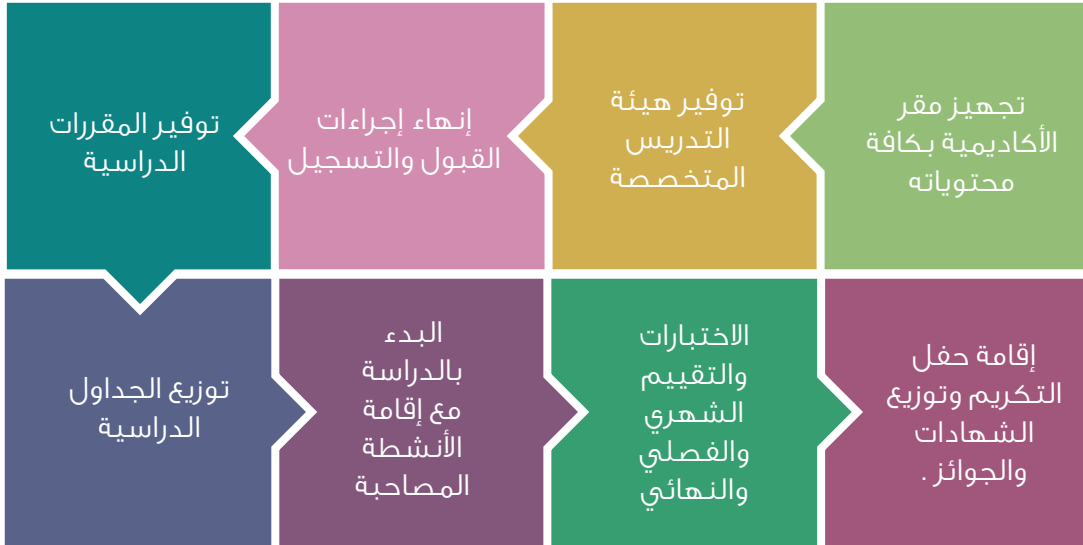 تجهيز مقر
الأكاديمية بكافة
محتوياته
توفير هيئة
التدريس
المتخصصة
إنهاء إجراءات
القبول والتسجيل
توفير المقررات
الدراسية
توزيع الجداول
الدراسية
البدء
بالدراسة
مع إقامة
الأنشطة
المصاحبة
الاختبارات
والتقييم
الشهري
والفصلي
والنهائي
إقامة حفل
التكريم وتوزيع
الشهادات
والجوائز .